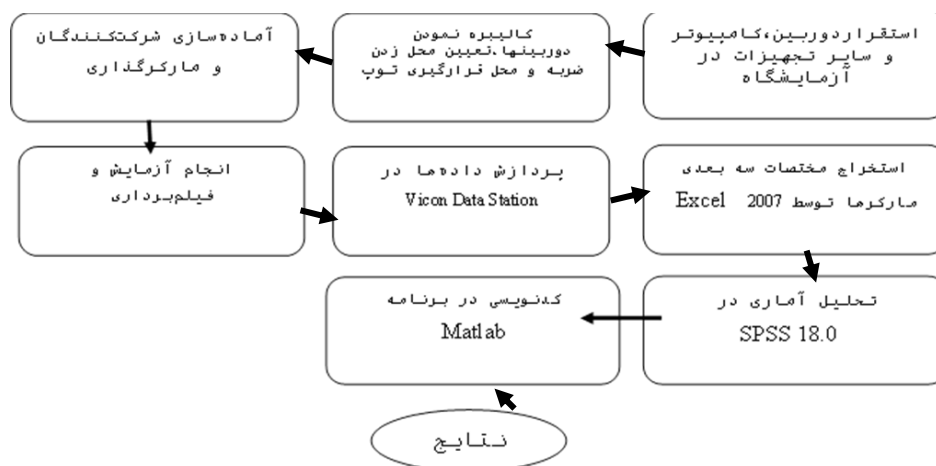 استقرار دوربین،کامپیوتر
و سایر تجهیزات در
آزمایشگاه
کالیبره نمودن
دوربینها،تعیین محل زدن
ضربه و محل قرارگیری توپ
آماده‌سازی شرکت‌کنندگان
و مارکرگذاری
انجام آزمایش و
فیلم‌برداری
پردازش داده‌ها در
Vicon Data Station
استخراج مختصات سه بعدی
مارکرها توسط Excel 2007
تحلیل آماری در
SPSS 18.0
کدنویسی در برنامه
Matlab
نتایج